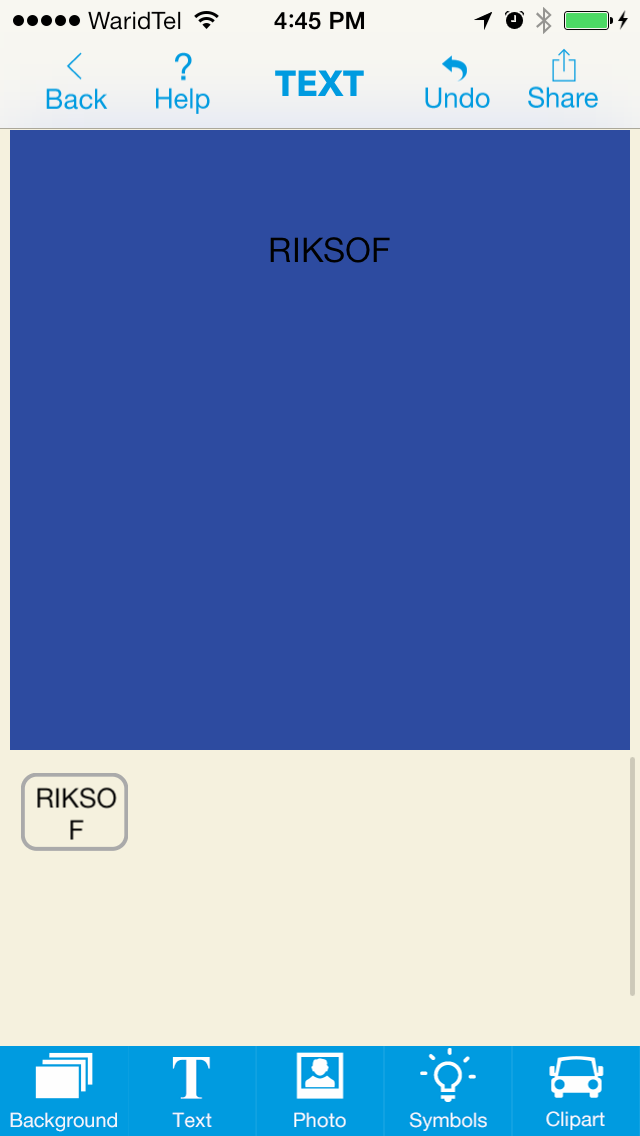 WaridTel 4:45 PM
Back ? Help TEXT Undo Share
RIKSOF
RIKSO
F
Background Text Photo Symbols Clipart